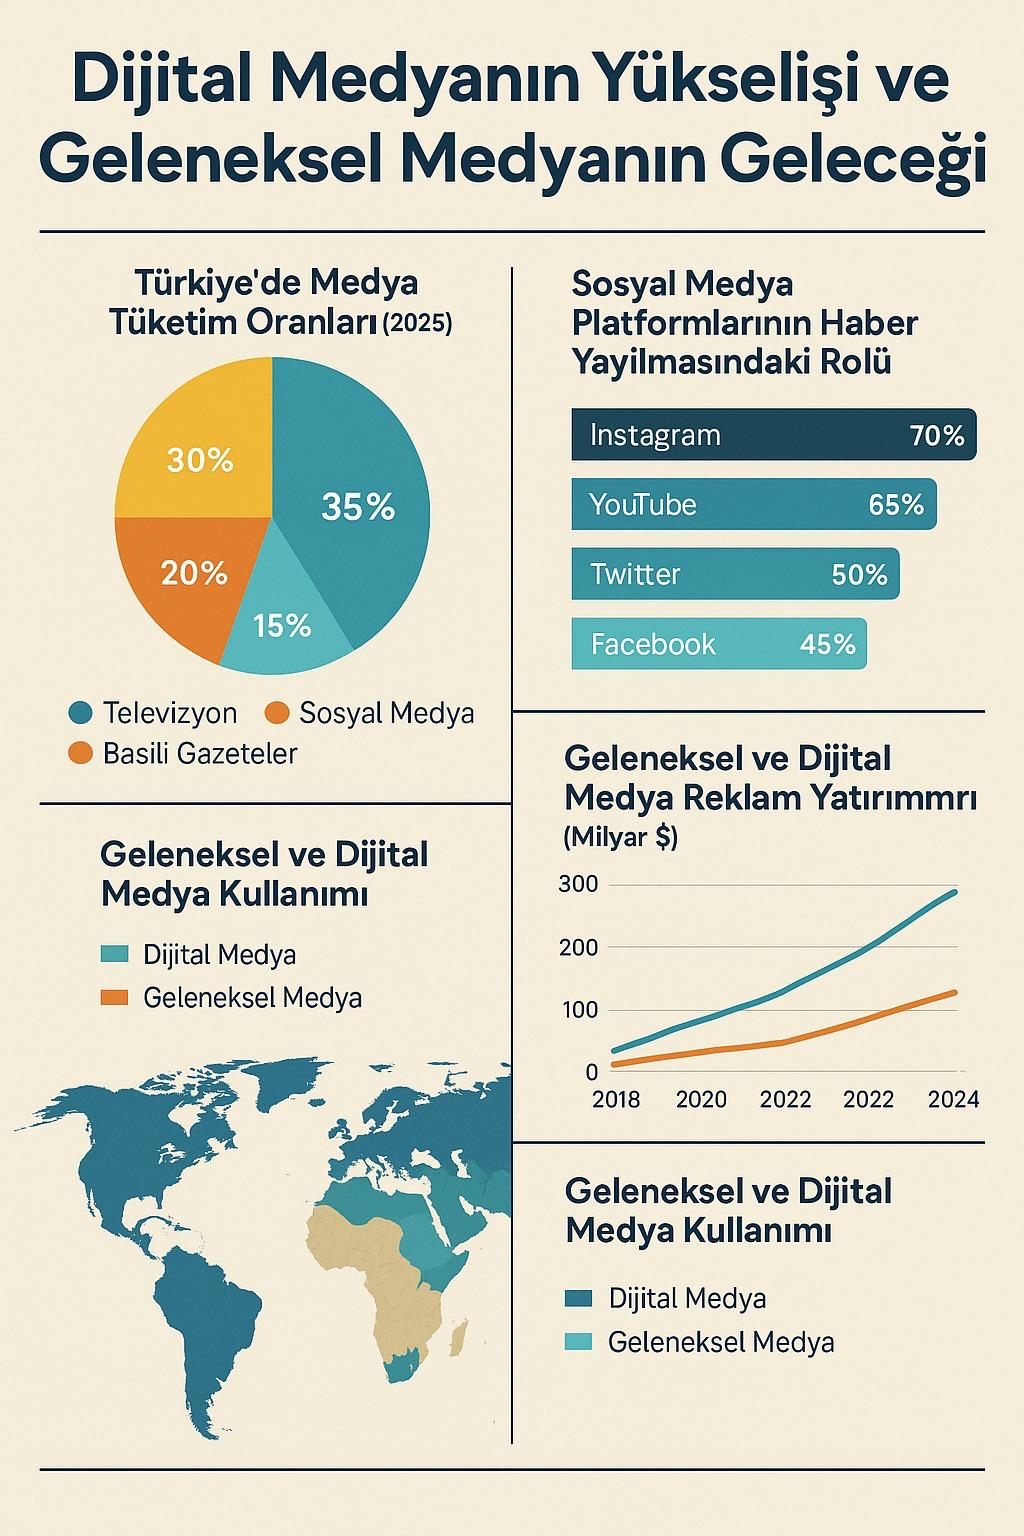 Dijital Medyanın Yükselişi ve
Geleneksel Medyanın Geleceği
Türkiye'de Medya
Tüketim Oranları (2025)
30%
35%
20%
15%
Televizyon
Sosyal Medya
Basili Gazeteler
Sosyal Medya
Platformlarının Haber
Yayilmasındaki Rolü
Instagram 70%
YouTube 65%
Twitter 50%
Facebook 45%
Geleneksel ve Dijital
Medya Kullanımı
Dijital Medya
Geleneksel Medya
Geleneksel ve Dijital
Medya Reklam Yatırımmrı
(Milyar $)
300
200
100
0
2018 2020 2022 2022 2024
Geleneksel ve Dijital
Medya Kullanımı
Dijital Medya
Geleneksel Medya